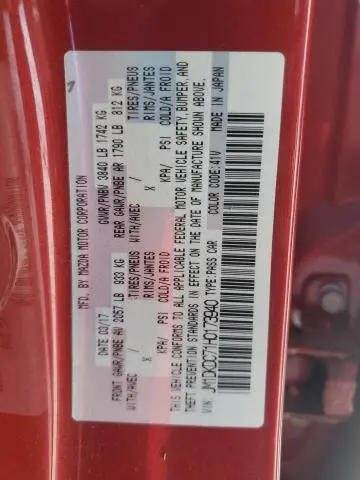 MFD. BY MAZDA MOTOR CORPORATION
DATE: 03/17 GVWR/PNBV 3840 LB 1742 KG
FRONT GAWR/PNBE AV 2057 LB 933 KG REAR GAWR/PNBE AR 1790 LB 812 KG
WITH/AVEC TIRES/PNEUS WITH/AVEC TIRES/PNEUS
/ X RIMS/JANTES / X RIMS/JANTES
KPA/ PSI COLD/A FROID KPA/ PSI COLD/A FROID
THIS VEHICLE CONFORMS TO ALL APPLICABLE FEDERAL MOTOR VEHICLE SAFETY, BUMPER, AND
THEFT PREVENTION STANDARDS IN EFFECT ON THE DATE OF MANUFACTURE SHOWN ABOVE.
JM1DKDC71H0173940 TYPE: PASS CAR COLOR CODE: 41V MADE IN JAPAN